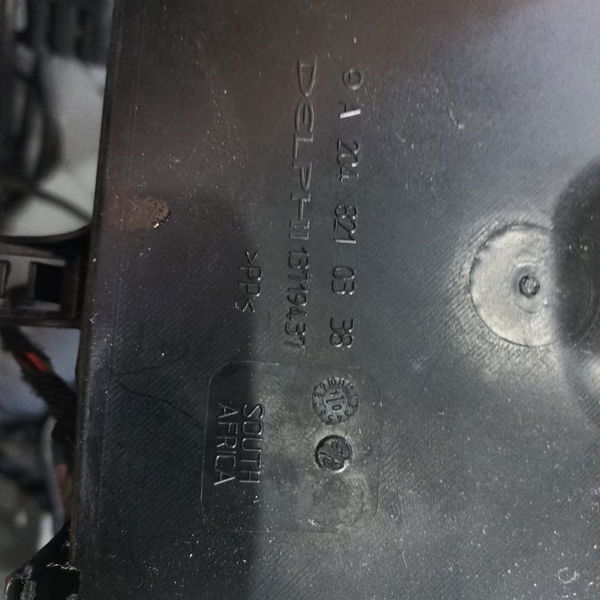 A 204 821 03 38
DELPHI 13719437
>PP<
SOUTH
AFRICA